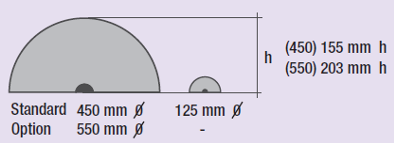 h
(450) 155 mm h
(550) 203 mm h
Standard 450 mm Ø 125 mm Ø
Option 550 mm Ø -